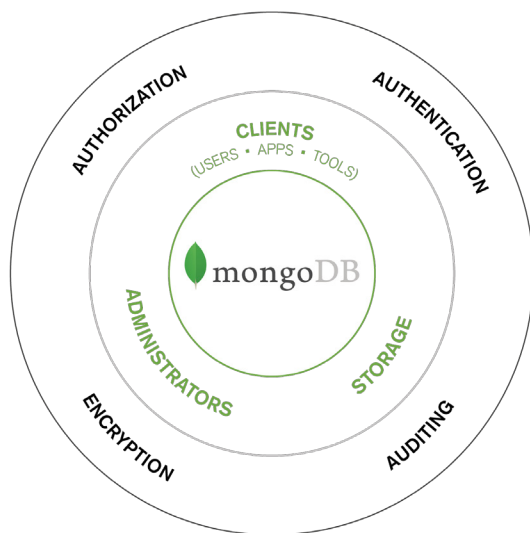 AUTHORIZATION
AUTHENTICATION
CLIENTS
(USERS • APPS • TOOLS)
mongoDB
ADMINISTRATORS
STORAGE
ENCRYPTION
AUDITING